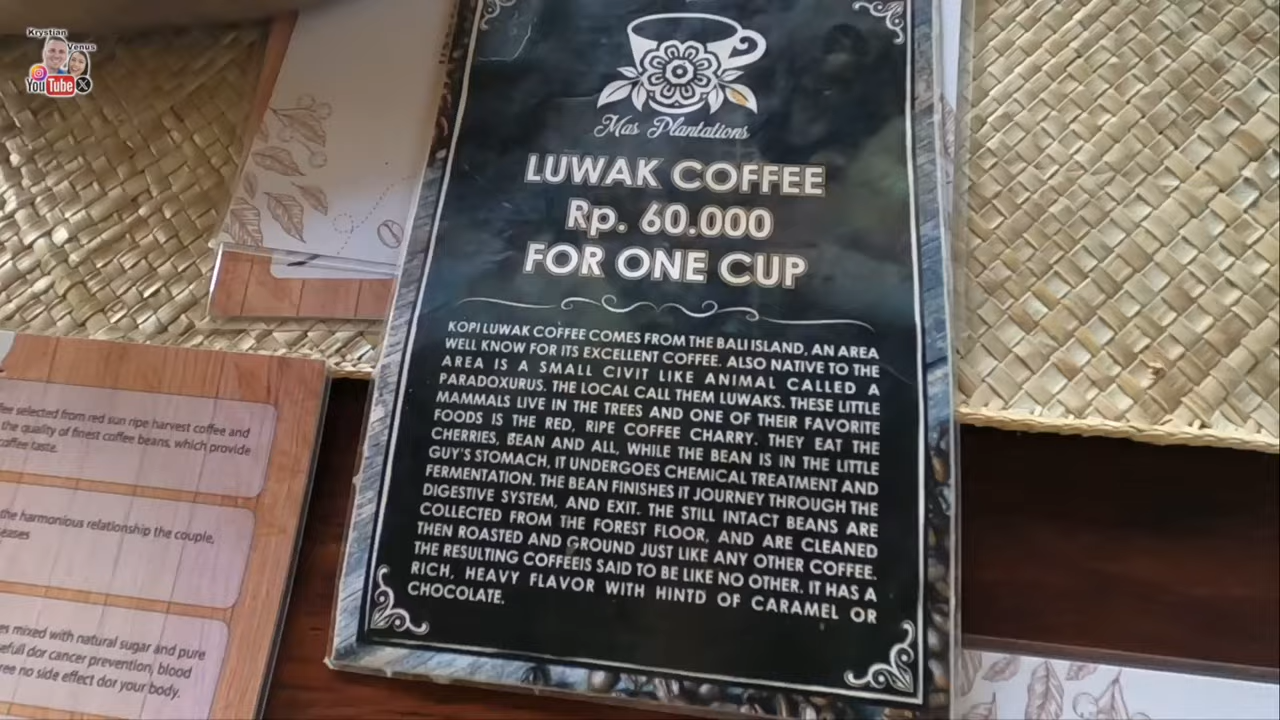 Krystian
Venus
YouTube X
Mas Plantations
LUWAK COFFEE
Rp. 60.000
FOR ONE CUP
KOPI LUWAK COFFEE COMES FROM THE BALI ISLAND, AN AREA
WELL KNOW FOR ITS EXCELLENT COFFEE. ALSO NATIVE TO THE
AREA IS A SMALL CIVIT LIKE ANIMAL CALLED A
PARADOXURUS. THE LOCAL CALL THEM LUWAKS. THESE LITTLE
MAMMALS LIVE IN THE TREES AND ONE OF THEIR FAVORITE
FOODS IS THE RED, RIPE COFFEE CHARRY. THEY EAT THE
CHERRIES, BEAN AND ALL, WHILE THE BEAN IS IN THE LITTLE
GUY'S STOMACH, IT UNDERGOES CHEMICAL TREATMENT AND
FERMENTATION. THE BEAN FINISHES IT JOURNEY THROUGH THE
DIGESTIVE SYSTEM, AND EXIT. THE STILL INTACT BEANS ARE
COLLECTED FROM THE FOREST FLOOR, AND ARE CLEANED
THEN ROASTED AND GROUND JUST LIKE ANY OTHER COFFEE.
THE RESULTING COFFEEIS SAID TO BE LIKE NO OTHER. IT HAS A
RICH, HEAVY FLAVOR WITH HINTD OF CARAMEL OR
CHOCOLATE.
selected from red sun ripe harvest coffee and
the quality of finest coffee beans, which provide
coffee taste.
the harmonious relationship the couple,
mixed with natural sugar and pure
dor cancer prevention, blood
no side effect dor your body.